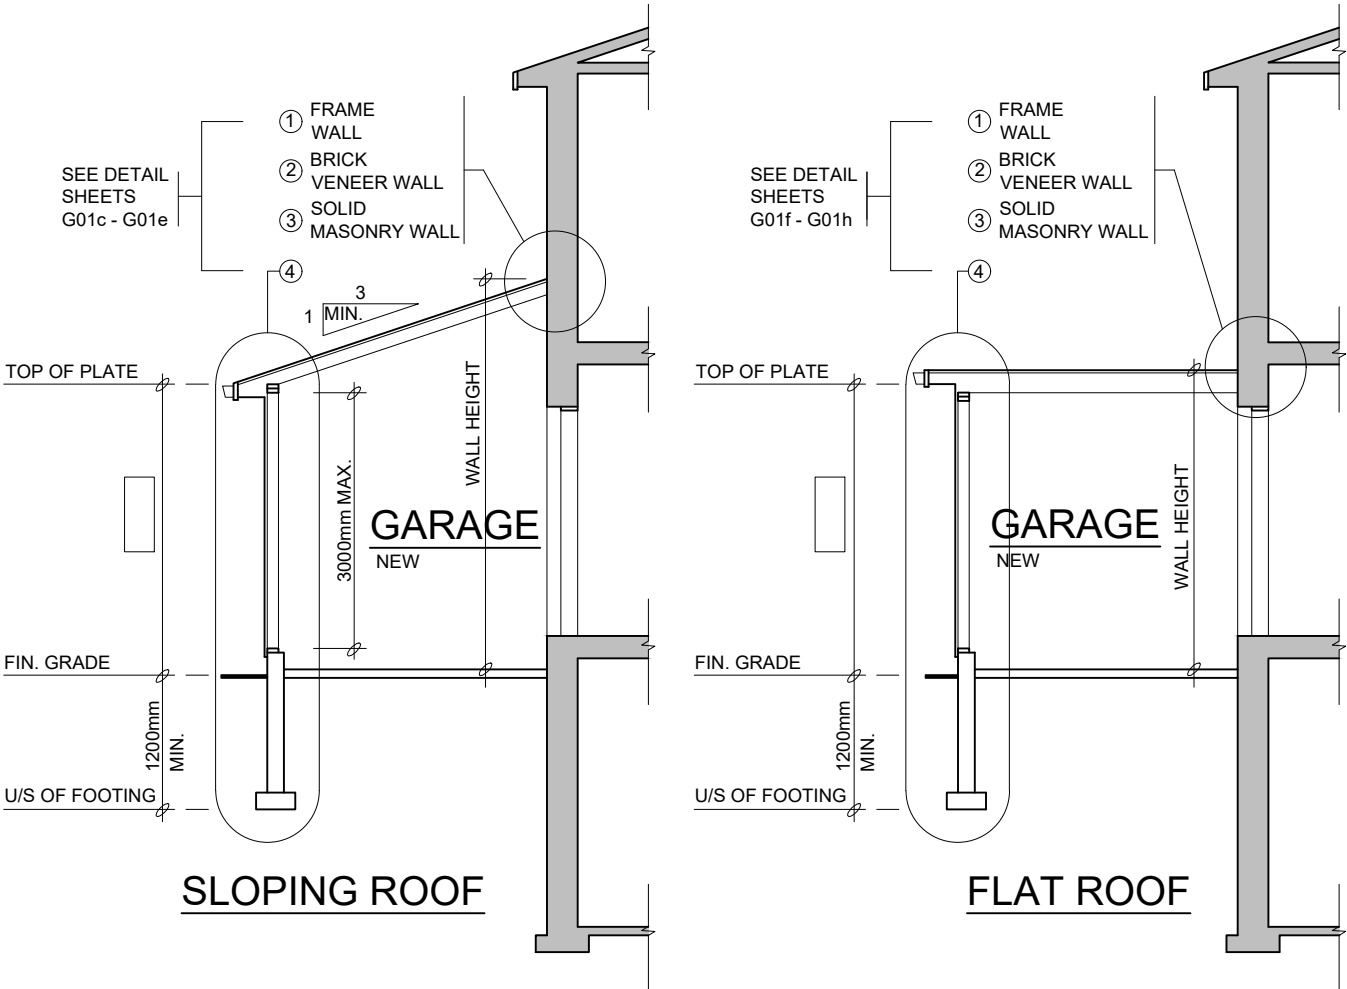 1 FRAME
WALL
2 BRICK
VENEER WALL
3 SOLID
MASONRY WALL
4
SEE DETAIL
SHEETS
G01c - G01e
3
1 MIN.
TOP OF PLATE
WALL HEIGHT
3000mm MAX.
GARAGE
NEW
FIN. GRADE
1200mm
MIN.
U/S OF FOOTING
SLOPING ROOF
1 FRAME
WALL
2 BRICK
VENEER WALL
3 SOLID
MASONRY WALL
4
SEE DETAIL
SHEETS
G01f - G01h
TOP OF PLATE
WALL HEIGHT
GARAGE
NEW
FIN. GRADE
1200mm
MIN.
U/S OF FOOTING
FLAT ROOF